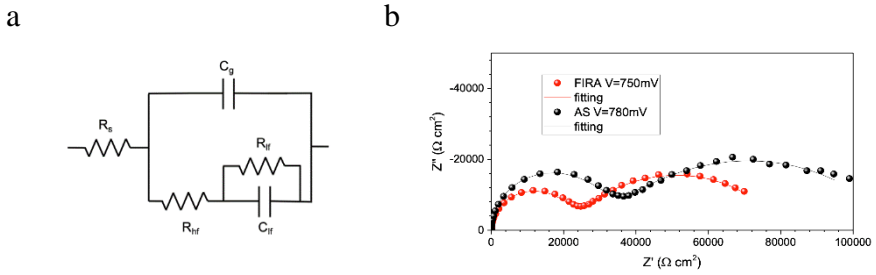 a
b
C_g
R_s
R_lf
R_hf
C_lf
FIRA V=750mV
fitting
AS V=780mV
fitting
Z'' (Ω cm²)
-40000
-20000
0
0
20000
40000
60000
80000
100000
Z' (Ω cm²)